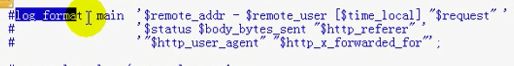 #log_format  main  '$remote_addr - $remote_user [$time_local] "$request" '
#                  '$status $body_bytes_sent "$http_referer" '
#                  '"$http_user_agent" "$http_x_forwarded_for"';